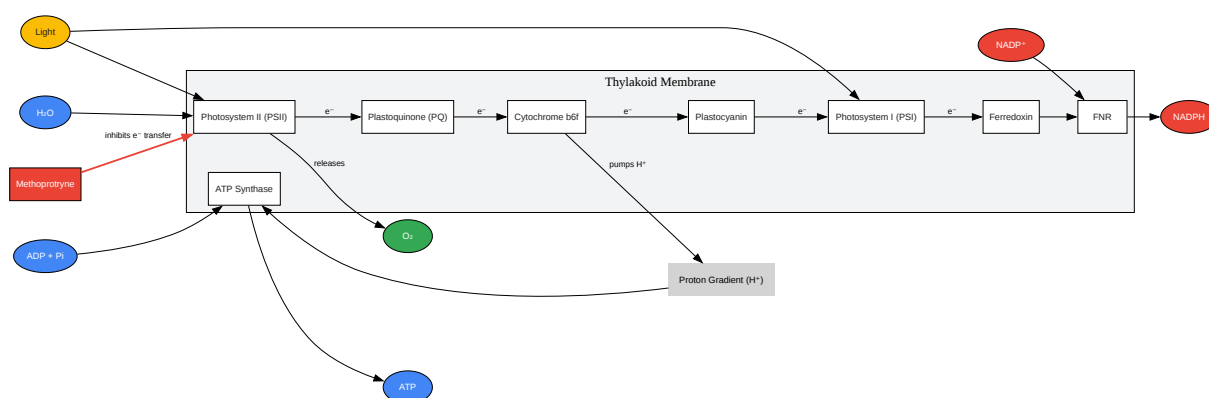 Light
NADP⁺
Thylakoid Membrane
H₂O
Photosystem II (PSII)
e⁻
Plastoquinone (PQ)
e⁻
Cytochrome b6f
e⁻
Plastocyanin
e⁻
Photosystem I (PSI)
e⁻
Ferredoxin
FNR
NADPH
inhibits e⁻ transfer
releases
pumps H⁺
Methoprotryne
ATP Synthase
O₂
ADP + Pi
Proton Gradient (H⁺)
ATP